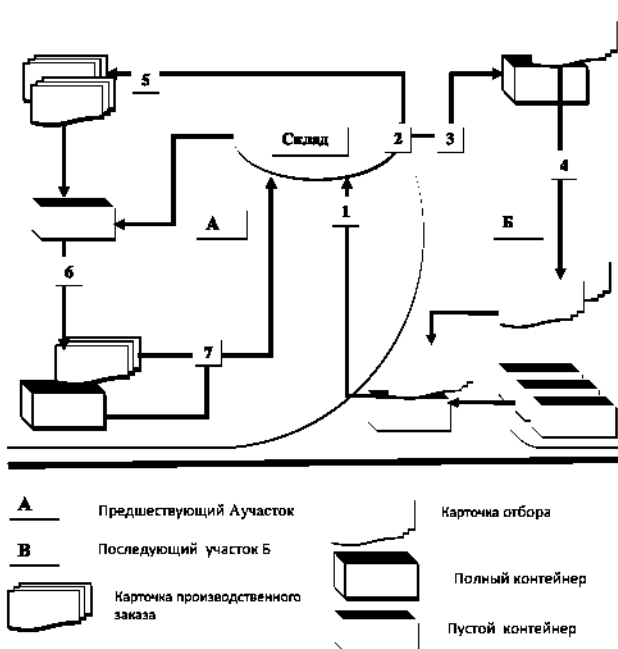 5
Склад
2
3
4
1
А
Б
6
7
А
Предшествующий Аучасток
В
Последующий участок Б
Карточка производственного
заказа
Карточка отбора
Полный контейнер
Пустой контейнер